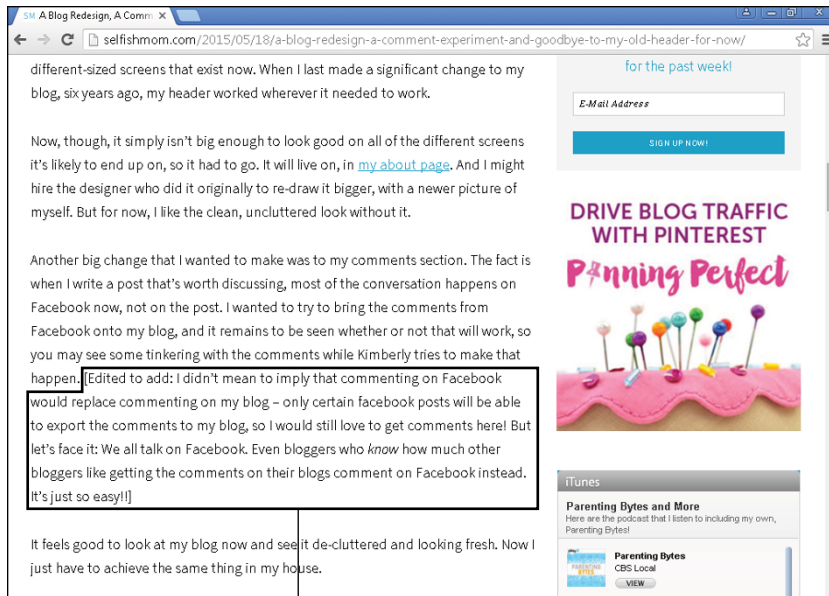 SM A Blog Redesign, A Comm
selfishmom.com/2015/05/18/a-blog-redesign-a-comment-experiment-and-goodbye-to-my-old-header-for-now/
different-sized screens that exist now. When I last made a significant change to my
blog, six years ago, my header worked wherever it needed to work.
Now, though, it simply isn't big enough to look good on all of the different screens
it's likely to end up on, so it had to go. It will live on, in my about page. And I might
hire the designer who did it originally to re-draw it bigger, with a newer picture of
myself. But for now, I like the clean, uncluttered look without it.
Another big change that I wanted to make was to my comments section. The fact is
when I write a post that's worth discussing, most of the conversation happens on
Facebook now, not on the post. I wanted to try to bring the comments from
Facebook onto my blog, and it remains to be seen whether or not that will work, so
you may see some tinkering with the comments while Kimberly tries to make that
happen. [Edited to add: I didn't mean to imply that commenting on Facebook
would replace commenting on my blog – only certain facebook posts will be able
to export the comments to my blog, so I would still love to get comments here! But
let's face it: We all talk on Facebook. Even bloggers who know how much other
bloggers like getting the comments on their blogs comment on Facebook instead.
It's just so easy!!]
It feels good to look at my blog now and see it de-cluttered and looking fresh. Now I
just have to achieve the same thing in my house.
for the past week!
E-Mail Address
SIGN UP NOW!
DRIVE BLOG TRAFFIC
WITH PINTEREST
Pinning Perfect
iTunes
Parenting Bytes and More
Here are the podcast that I listen to including my own,
Parenting Bytes!
PARENTING
BYTES
Parenting Bytes
CBS Local
VIEW